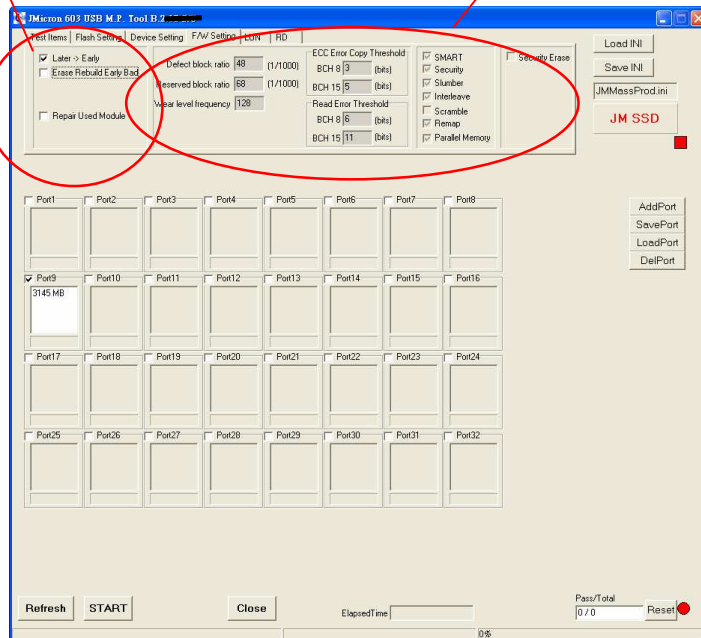 JMicron 603 USB M.P. Tool B.2
Test Items
Flash Setting
Device Setting
F/W Setting
LUN
RD
Later -> Early
Erase Rebuild Early Bad
Repair Used Module
Defect block ratio 48 (1/1000)
Reserved block ratio 68 (1/1000)
Wear level frequency 128
ECC Error Copy Threshold
BCH 8 3 (bits)
BCH 15 5 (bits)
Read Error Threshold
BCH 8 6 (bits)
BCH 15 11 (bits)
SMART
Security
Slumber
Interleave
Scramble
Remap
Parallel Memory
Security Erase
Load INI
Save INI
JMMassProd.ini
JM SSD
Port1 Port2 Port3 Port4 Port5 Port6 Port7 Port8
Port9 Port10 Port11 Port12 Port13 Port14 Port15 Port16
3145 MB
Port17 Port18 Port19 Port20 Port21 Port22 Port23 Port24
Port25 Port26 Port27 Port28 Port29 Port30 Port31 Port32
AddPort
SavePort
LoadPort
DelPort
Refresh
START
Close
ElapsedTime
Pass/Total
0 / 0
Reset
0%